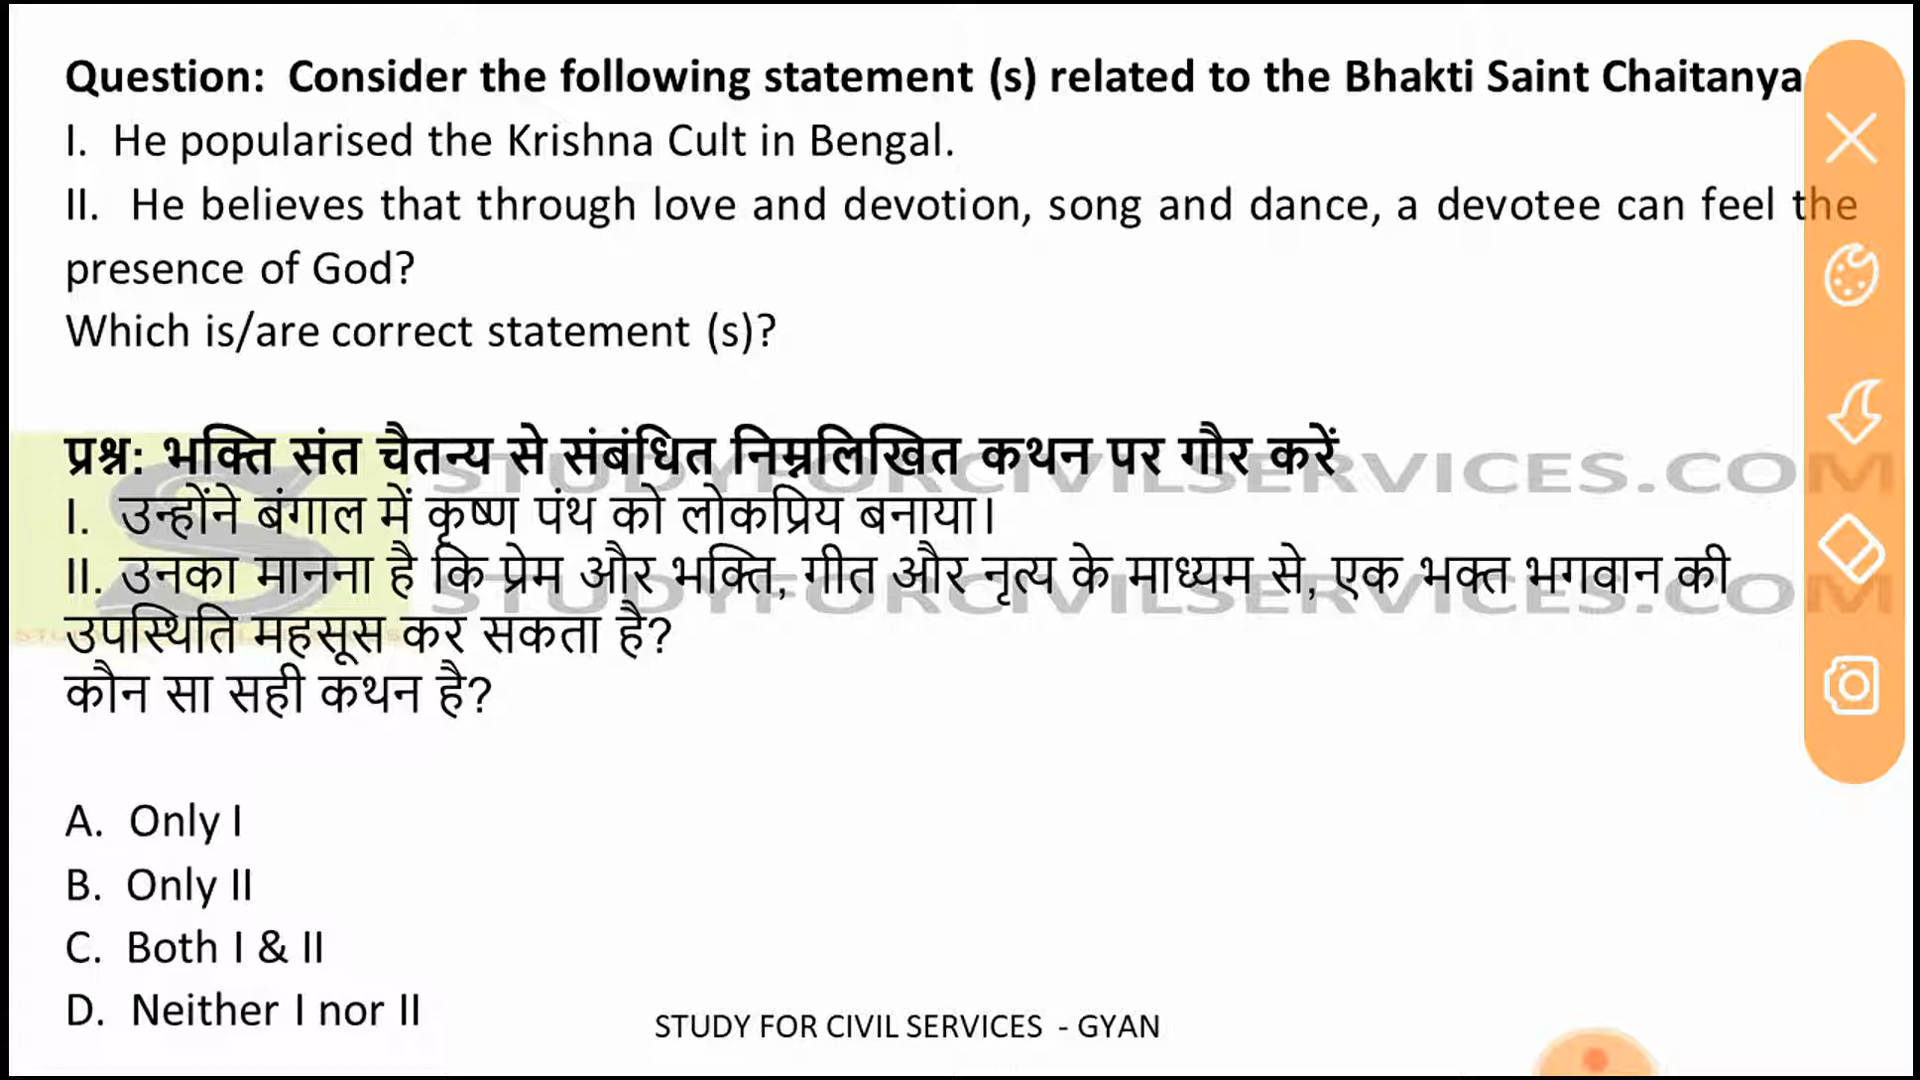 Question: Consider the following statement (s) related to the Bhakti Saint Chaitanya
I. He popularised the Krishna Cult in Bengal.
II. He believes that through love and devotion, song and dance, a devotee can feel the
presence of God?
Which is/are correct statement (s)?
प्रश्न: भक्ति संत चैतन्य से संबंधित निम्नलिखित कथन पर गौर करें
STUDYFORCIVILSERVICES.COM
I. उन्होंने बंगाल में कृष्ण पंथ को लोकप्रिय बनाया।
II. उनका मानना है कि प्रेम और भक्ति, गीत और नृत्य के माध्यम से, एक भक्त भगवान की
STUDYFORCIVILSERVICES.COM
उपस्थिति महसूस कर सकता है?
कौन सा सही कथन है?
A. Only I
B. Only II
C. Both I & II
D. Neither I nor II
STUDY FOR CIVIL SERVICES - GYAN